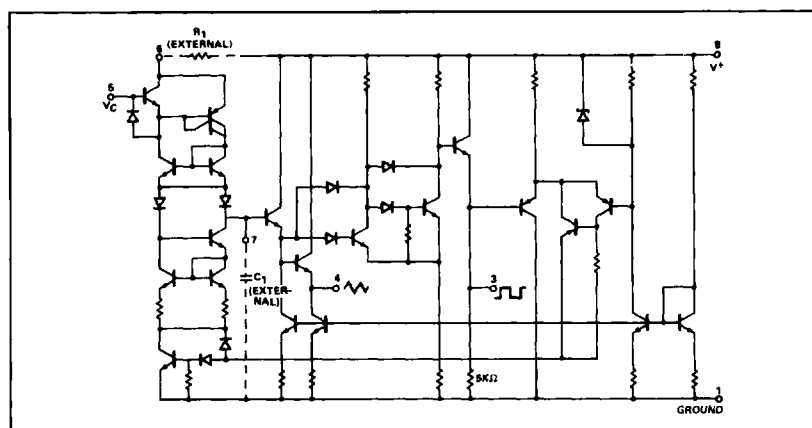 R1
(EXTERNAL)
6
8
V+
5
VC
7
C1
(EXTER-
NAL)
4
3
5KΩ
1
GROUND